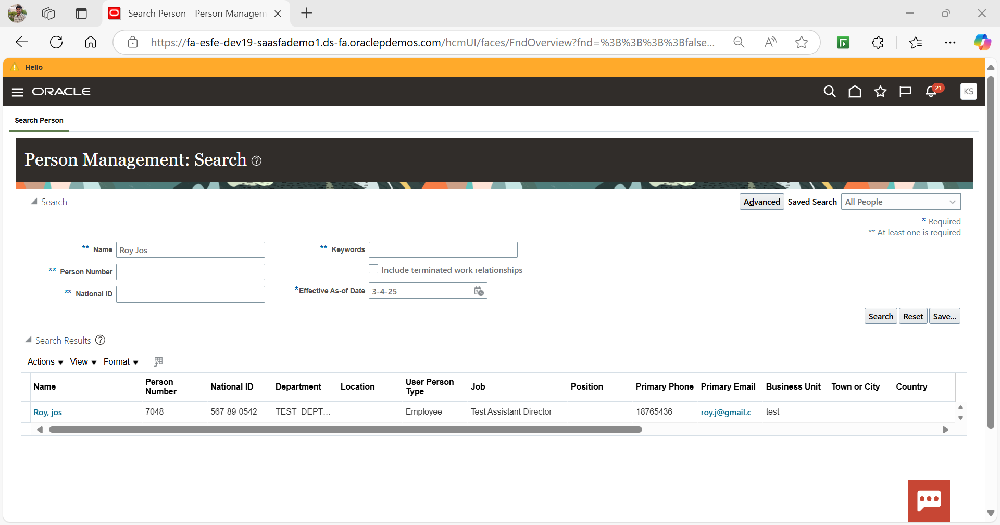 Search Person - Person Managem
https://fa-esfe-dev19-saasfademo1.ds-fa.oraclepdemos.com/hcmUI/faces/FndOverview?fnd=%3B%3B%3B%3Bfalse...
Hello
ORACLE
21
KS
Search Person
Person Management: Search ?
Search
Advanced Saved Search All People
* Required
** At least one is required
** Name Roy Jos
** Person Number
** National ID
** Keywords
Include terminated work relationships
*Effective As-of Date 3-4-25
Search Reset Save...
Search Results ?
Actions View Format
Name Person Number National ID Department Location User Person Type Job Position Primary Phone Primary Email Business Unit Town or City Country
Roy, jos 7048 567-89-0542 TEST_DEPT... Employee Test Assistant Director 18765436 roy.j@gmail.c... test